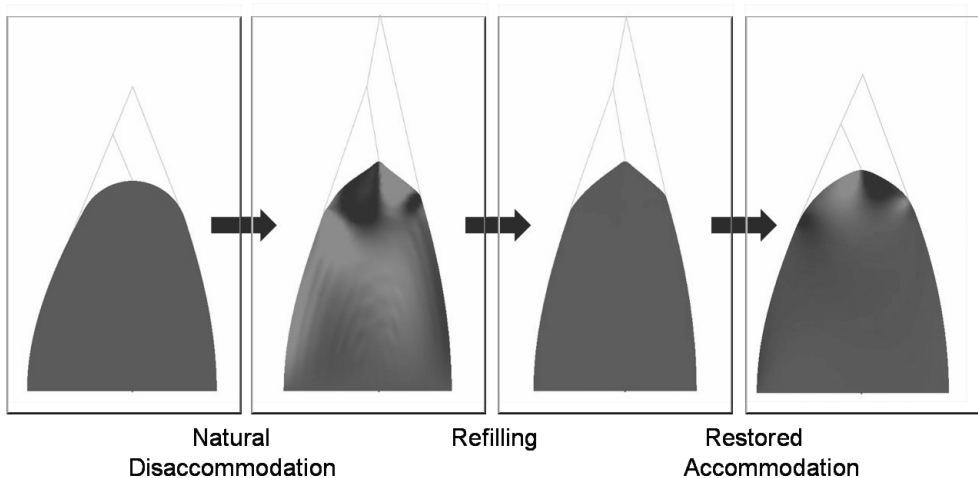 Natural
Disaccommodation
Refilling
Restored
Accommodation